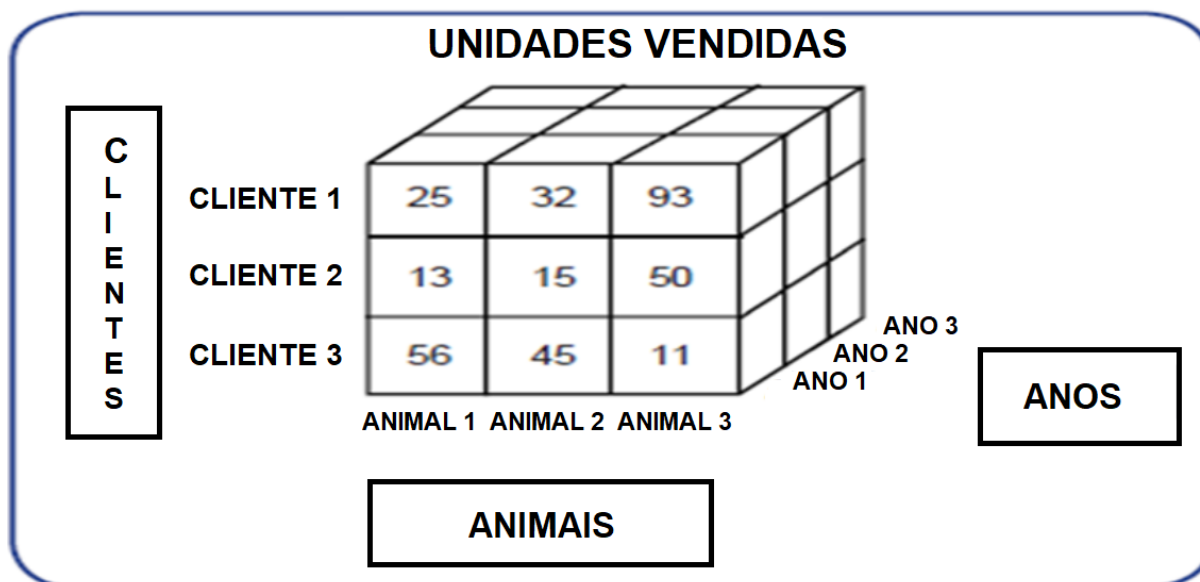 UNIDADES VENDIDAS
CLIENTES
CLIENTE 1 25 32 93
CLIENTE 2 13 15 50
CLIENTE 3 56 45 11
ANO 3
ANO 2
ANO 1
ANIMAL 1 ANIMAL 2 ANIMAL 3
ANOS
ANIMAIS